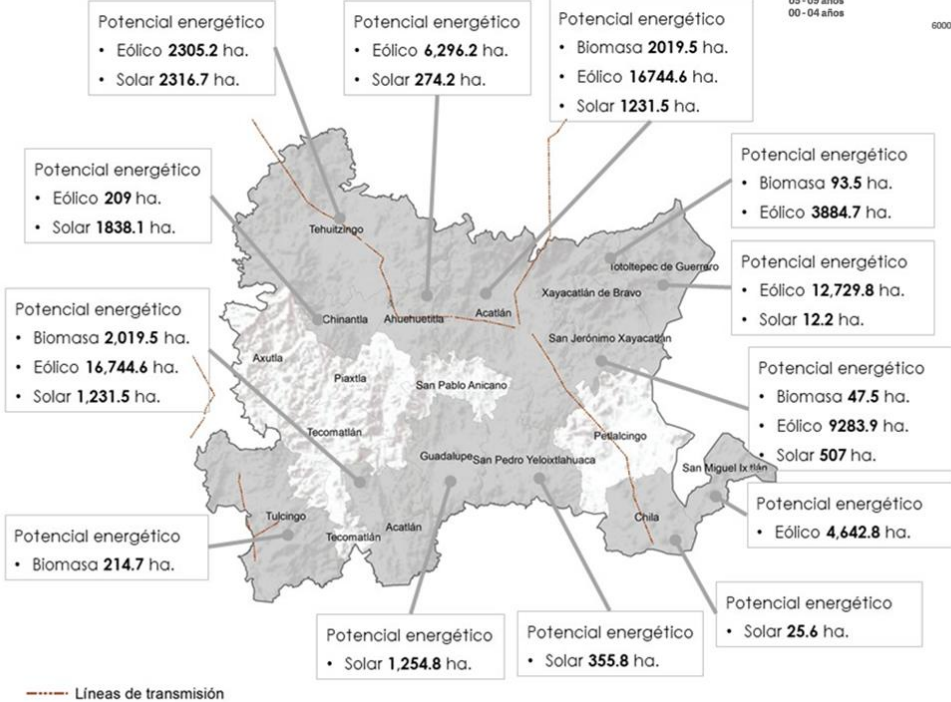 05 - 09 años
00 - 04 años
6000
Potencial energético
• Eólico 2305.2 ha.
• Solar 2316.7 ha.
Potencial energético
• Eólico 6,296.2 ha.
• Solar 274.2 ha.
Potencial energético
• Biomasa 2019.5 ha.
• Eólico 16744.6 ha.
• Solar 1231.5 ha.
Potencial energético
• Eólico 209 ha.
• Solar 1838.1 ha.
Potencial energético
• Biomasa 93.5 ha.
• Eólico 3884.7 ha.
Potencial energético
• Eólico 12,729.8 ha.
• Solar 12.2 ha.
Potencial energético
• Biomasa 2,019.5 ha.
• Eólico 16,744.6 ha.
• Solar 1,231.5 ha.
Potencial energético
• Biomasa 47.5 ha.
• Eólico 9283.9 ha.
• Solar 507 ha.
Potencial energético
• Eólico 4,642.8 ha.
Potencial energético
• Biomasa 214.7 ha.
Potencial energético
• Solar 1,254.8 ha.
Potencial energético
• Solar 355.8 ha.
Potencial energético
• Solar 25.6 ha.
Tehuitzingo
Totoltepec de Guerrero
Xayacatlán de Bravo
Chinantla
Ahuehuetitla
Acatlán
San Jerónimo Xayacatlán
Axutla
Piaxtla
San Pablo Anicano
Tecomatlán
Petlalcingo
Guadalupe
San Pedro Yeloixtlahuaca
San Miguel Ixtlán
Tulcingo
Tecomatlán
Acatlán
Chila
Líneas de transmisión